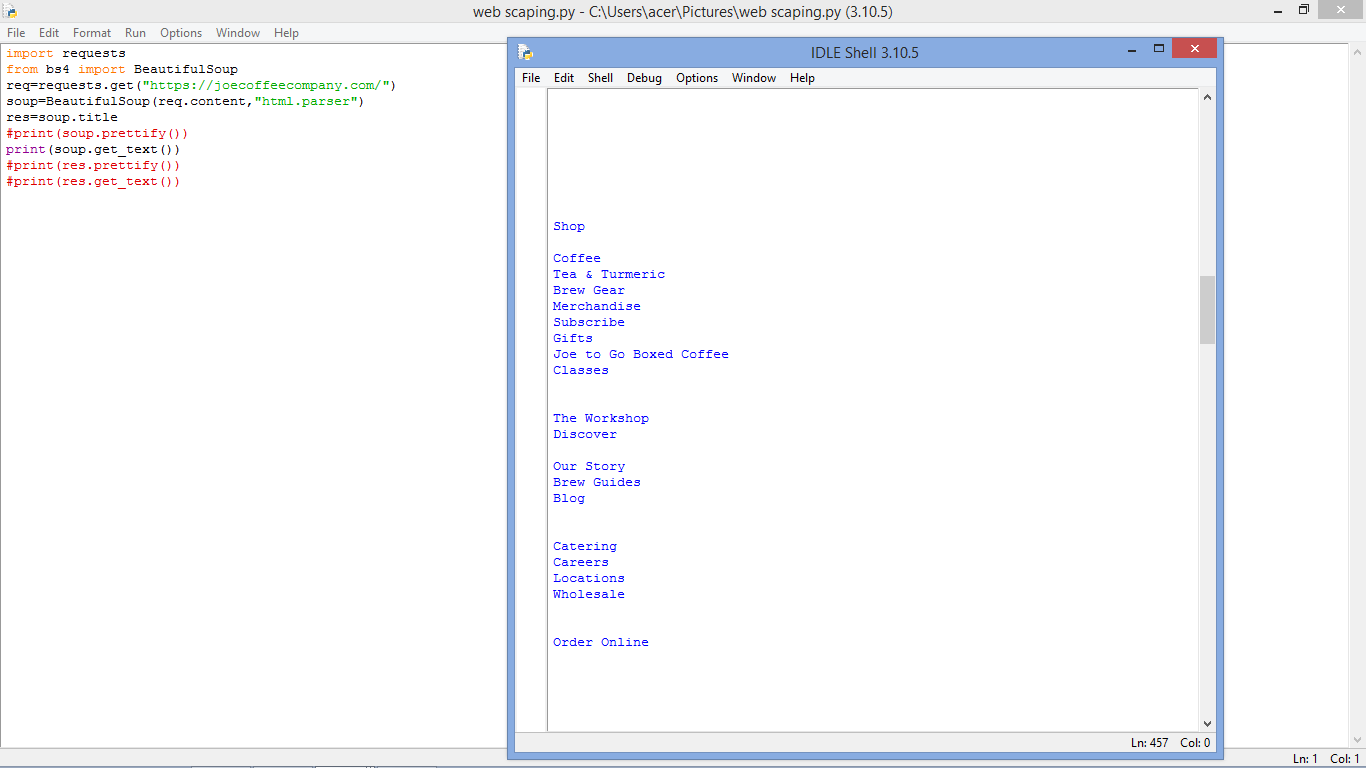 web scaping.py - C:\Users\acer\Pictures\web scaping.py (3.10.5)
File Edit Format Run Options Window Help
import requests
from bs4 import BeautifulSoup
req=requests.get("https://joecoffeecompany.com/")
soup=BeautifulSoup(req.content,"html.parser")
res=soup.title
#print(soup.prettify())
print(soup.get_text())
#print(res.prettify())
#print(res.get_text())
IDLE Shell 3.10.5
File Edit Shell Debug Options Window Help
Shop
Coffee
Tea & Turmeric
Brew Gear
Merchandise
Subscribe
Gifts
Joe to Go Boxed Coffee
Classes
The Workshop
Discover
Our Story
Brew Guides
Blog
Catering
Careers
Locations
Wholesale
Order Online
Ln: 457 Col: 0
Ln: 1 Col: 1